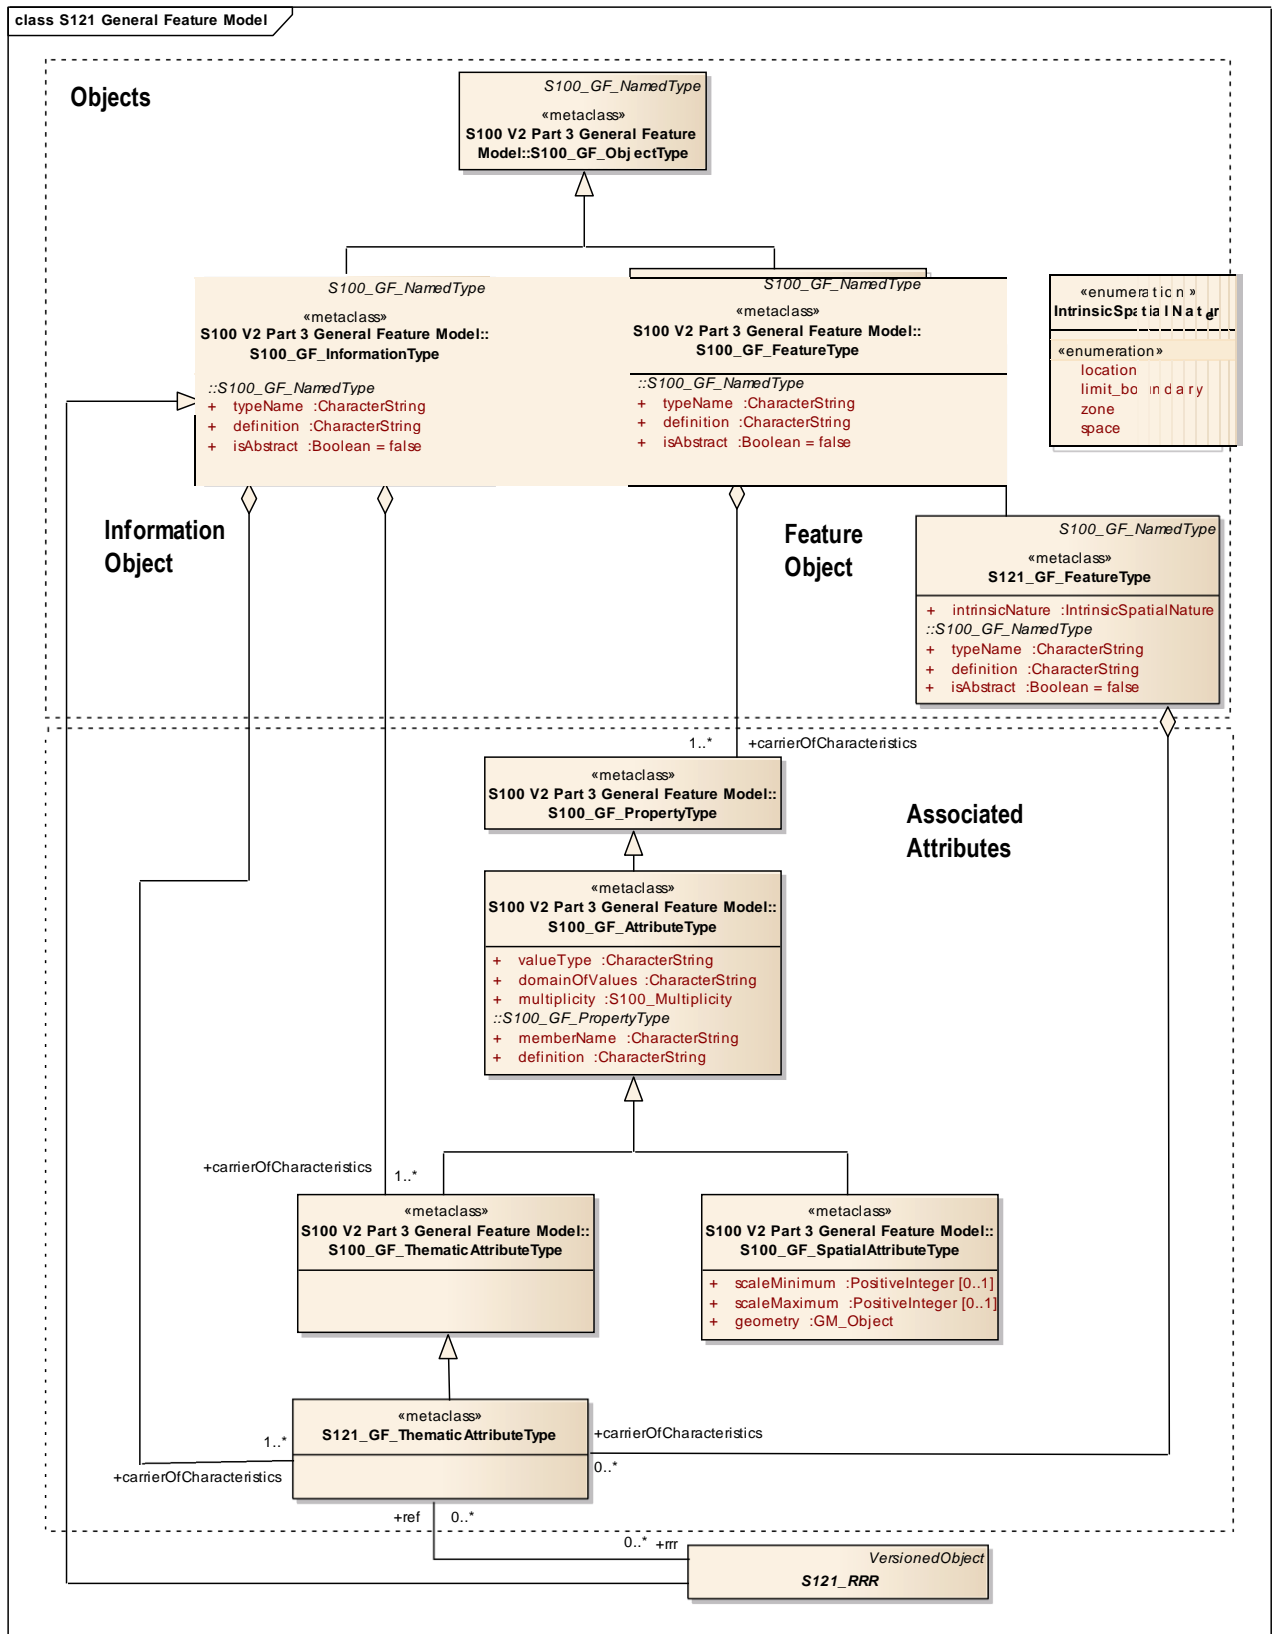 class S121 General Feature Model
Objects
S100_GF_NamedType
«metaclass»
S100 V2 Part 3 General Feature
Model::S100_GF_ObjectType
S100_GF_NamedType
«metaclass»
S100 V2 Part 3 General Feature Model::
S100_GF_InformationType
::S100_GF_NamedType
+ typeName :CharacterString
+ definition :CharacterString
+ isAbstract :Boolean = false
S100_GF_NamedType
«metaclass»
S100 V2 Part 3 General Feature Model::
S100_GF_FeatureType
::S100_GF_NamedType
+ typeName :CharacterString
+ definition :CharacterString
+ isAbstract :Boolean = false
«enumeration»
IntrinsicSpatialNature
«enumeration»
location
limit_boundary
zone
space
Information
Object
Feature
Object
S100_GF_NamedType
«metaclass»
S121_GF_FeatureType
+ intrinsicNature :IntrinsicSpatialNature
::S100_GF_NamedType
+ typeName :CharacterString
+ definition :CharacterString
+ isAbstract :Boolean = false
1..* +carrierOfCharacteristics
«metaclass»
S100 V2 Part 3 General Feature Model::
S100_GF_PropertyType
Associated
Attributes
«metaclass»
S100 V2 Part 3 General Feature Model::
S100_GF_AttributeType
+ valueType :CharacterString
+ domainOfValues :CharacterString
+ multiplicity :S100_Multiplicity
::S100_GF_PropertyType
+ memberName :CharacterString
+ definition :CharacterString
+carrierOfCharacteristics 1..*
«metaclass»
S100 V2 Part 3 General Feature Model::
S100_GF_ThematicAttributeType
«metaclass»
S100 V2 Part 3 General Feature Model::
S100_GF_SpatialAttributeType
+ scaleMinimum :PositiveInteger [0..1]
+ scaleMaximum :PositiveInteger [0..1]
+ geometry :GM_Object
«metaclass»
S121_GF_ThematicAttributeType
1..*
+carrierOfCharacteristics
+carrierOfCharacteristics
0..*
+ref 0..*
0..* +rrr
VersionedObject
S121_RRR